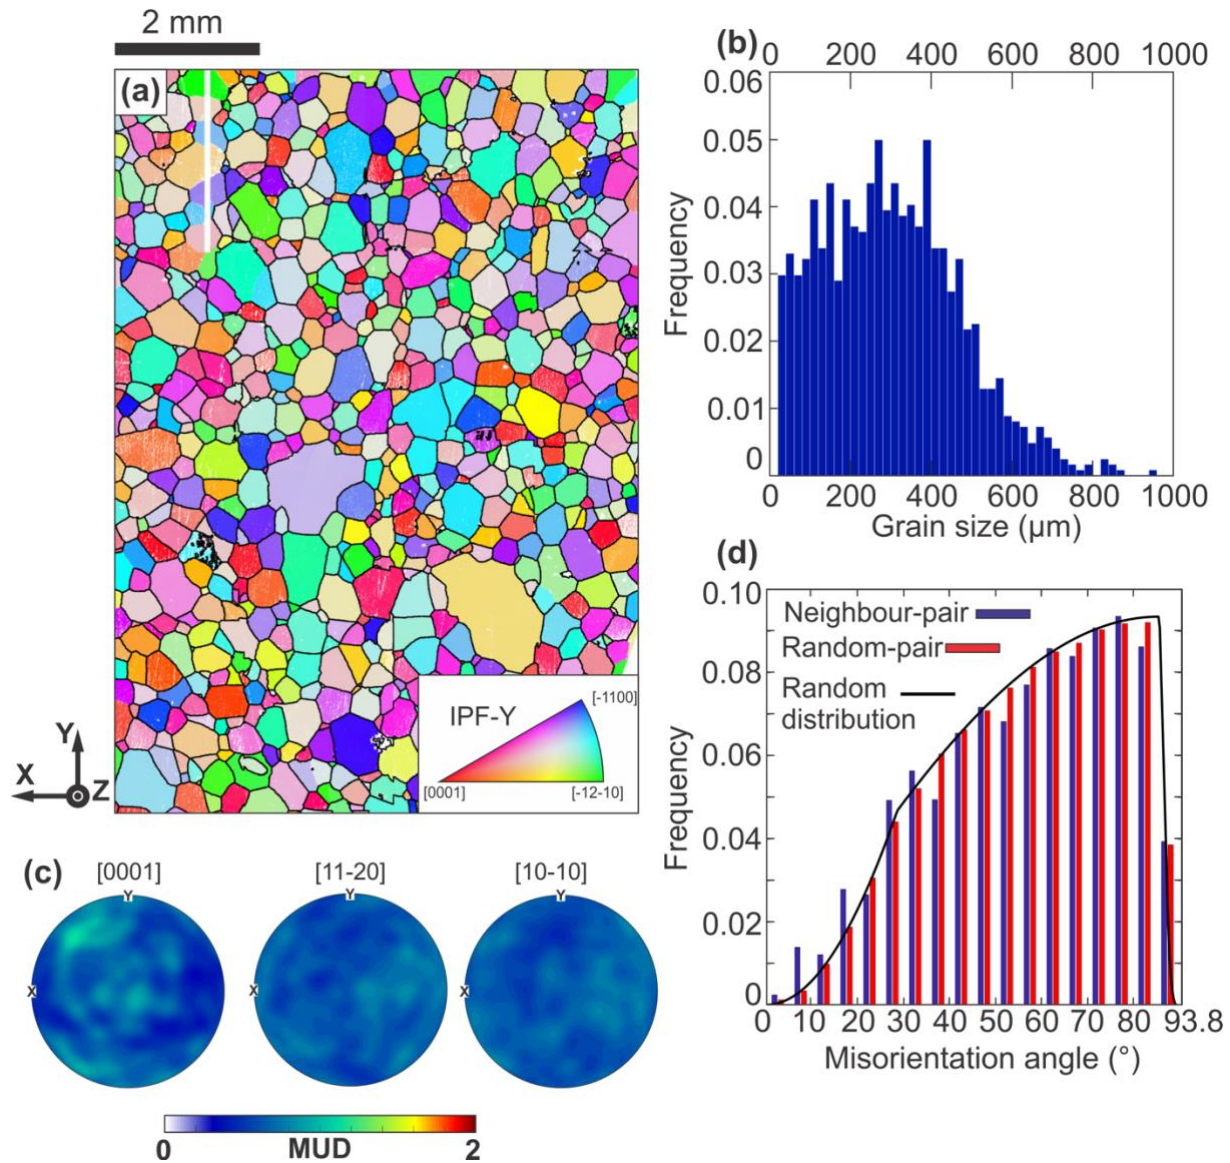 2 mm
(a)
IPF-Y
[-1100]
[0001]
[-12-10]
Y
X
Z
(b)
0 200 400 600 800 1000
0.06
0.05
0.04
0.03
0.02
0.01
0
Frequency
0 200 400 600 800 1000
Grain size (µm)
(c)
[0001]
[11-20]
[10-10]
Y
Y
Y
X
X
X
0
MUD
2
(d)
0.10
0.08
0.06
0.04
0.02
0
Frequency
Neighbour-pair
Random-pair
Random
distribution
0 10 20 30 40 50 60 70 80 93.8
Misorientation angle (°)